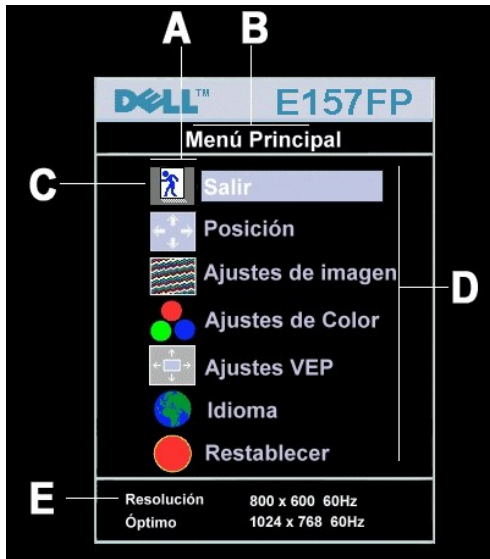 A
B
DELL™ E157FP
Menú Principal
C
Salir
Posición
Ajustes de imagen
D
Ajustes de Color
Ajustes VEP
Idioma
Restablecer
E
Resolución 800 x 600 60Hz
Óptimo 1024 x 768 60Hz